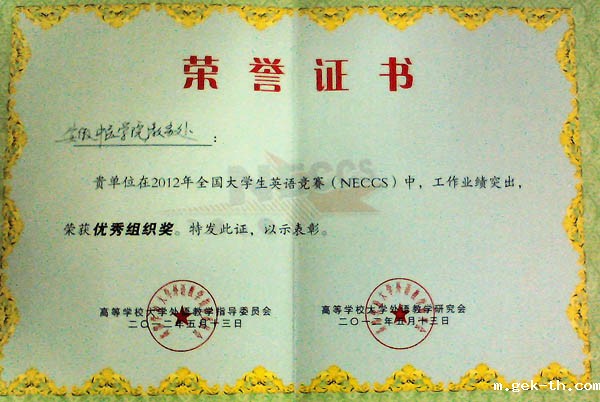 荣誉证书
安徽中医学院教务处：
贵单位在2012年全国大学生英语竞赛（NECCS）中，工作业绩突出，
荣获优秀组织奖。特发此证，以示表彰。
高等学校大学外语教学指导委员会
二〇一二年五月十三日
高等学校大学外语教学研究会
二〇一二年五月十三日
NECCS
m.gek-th.com